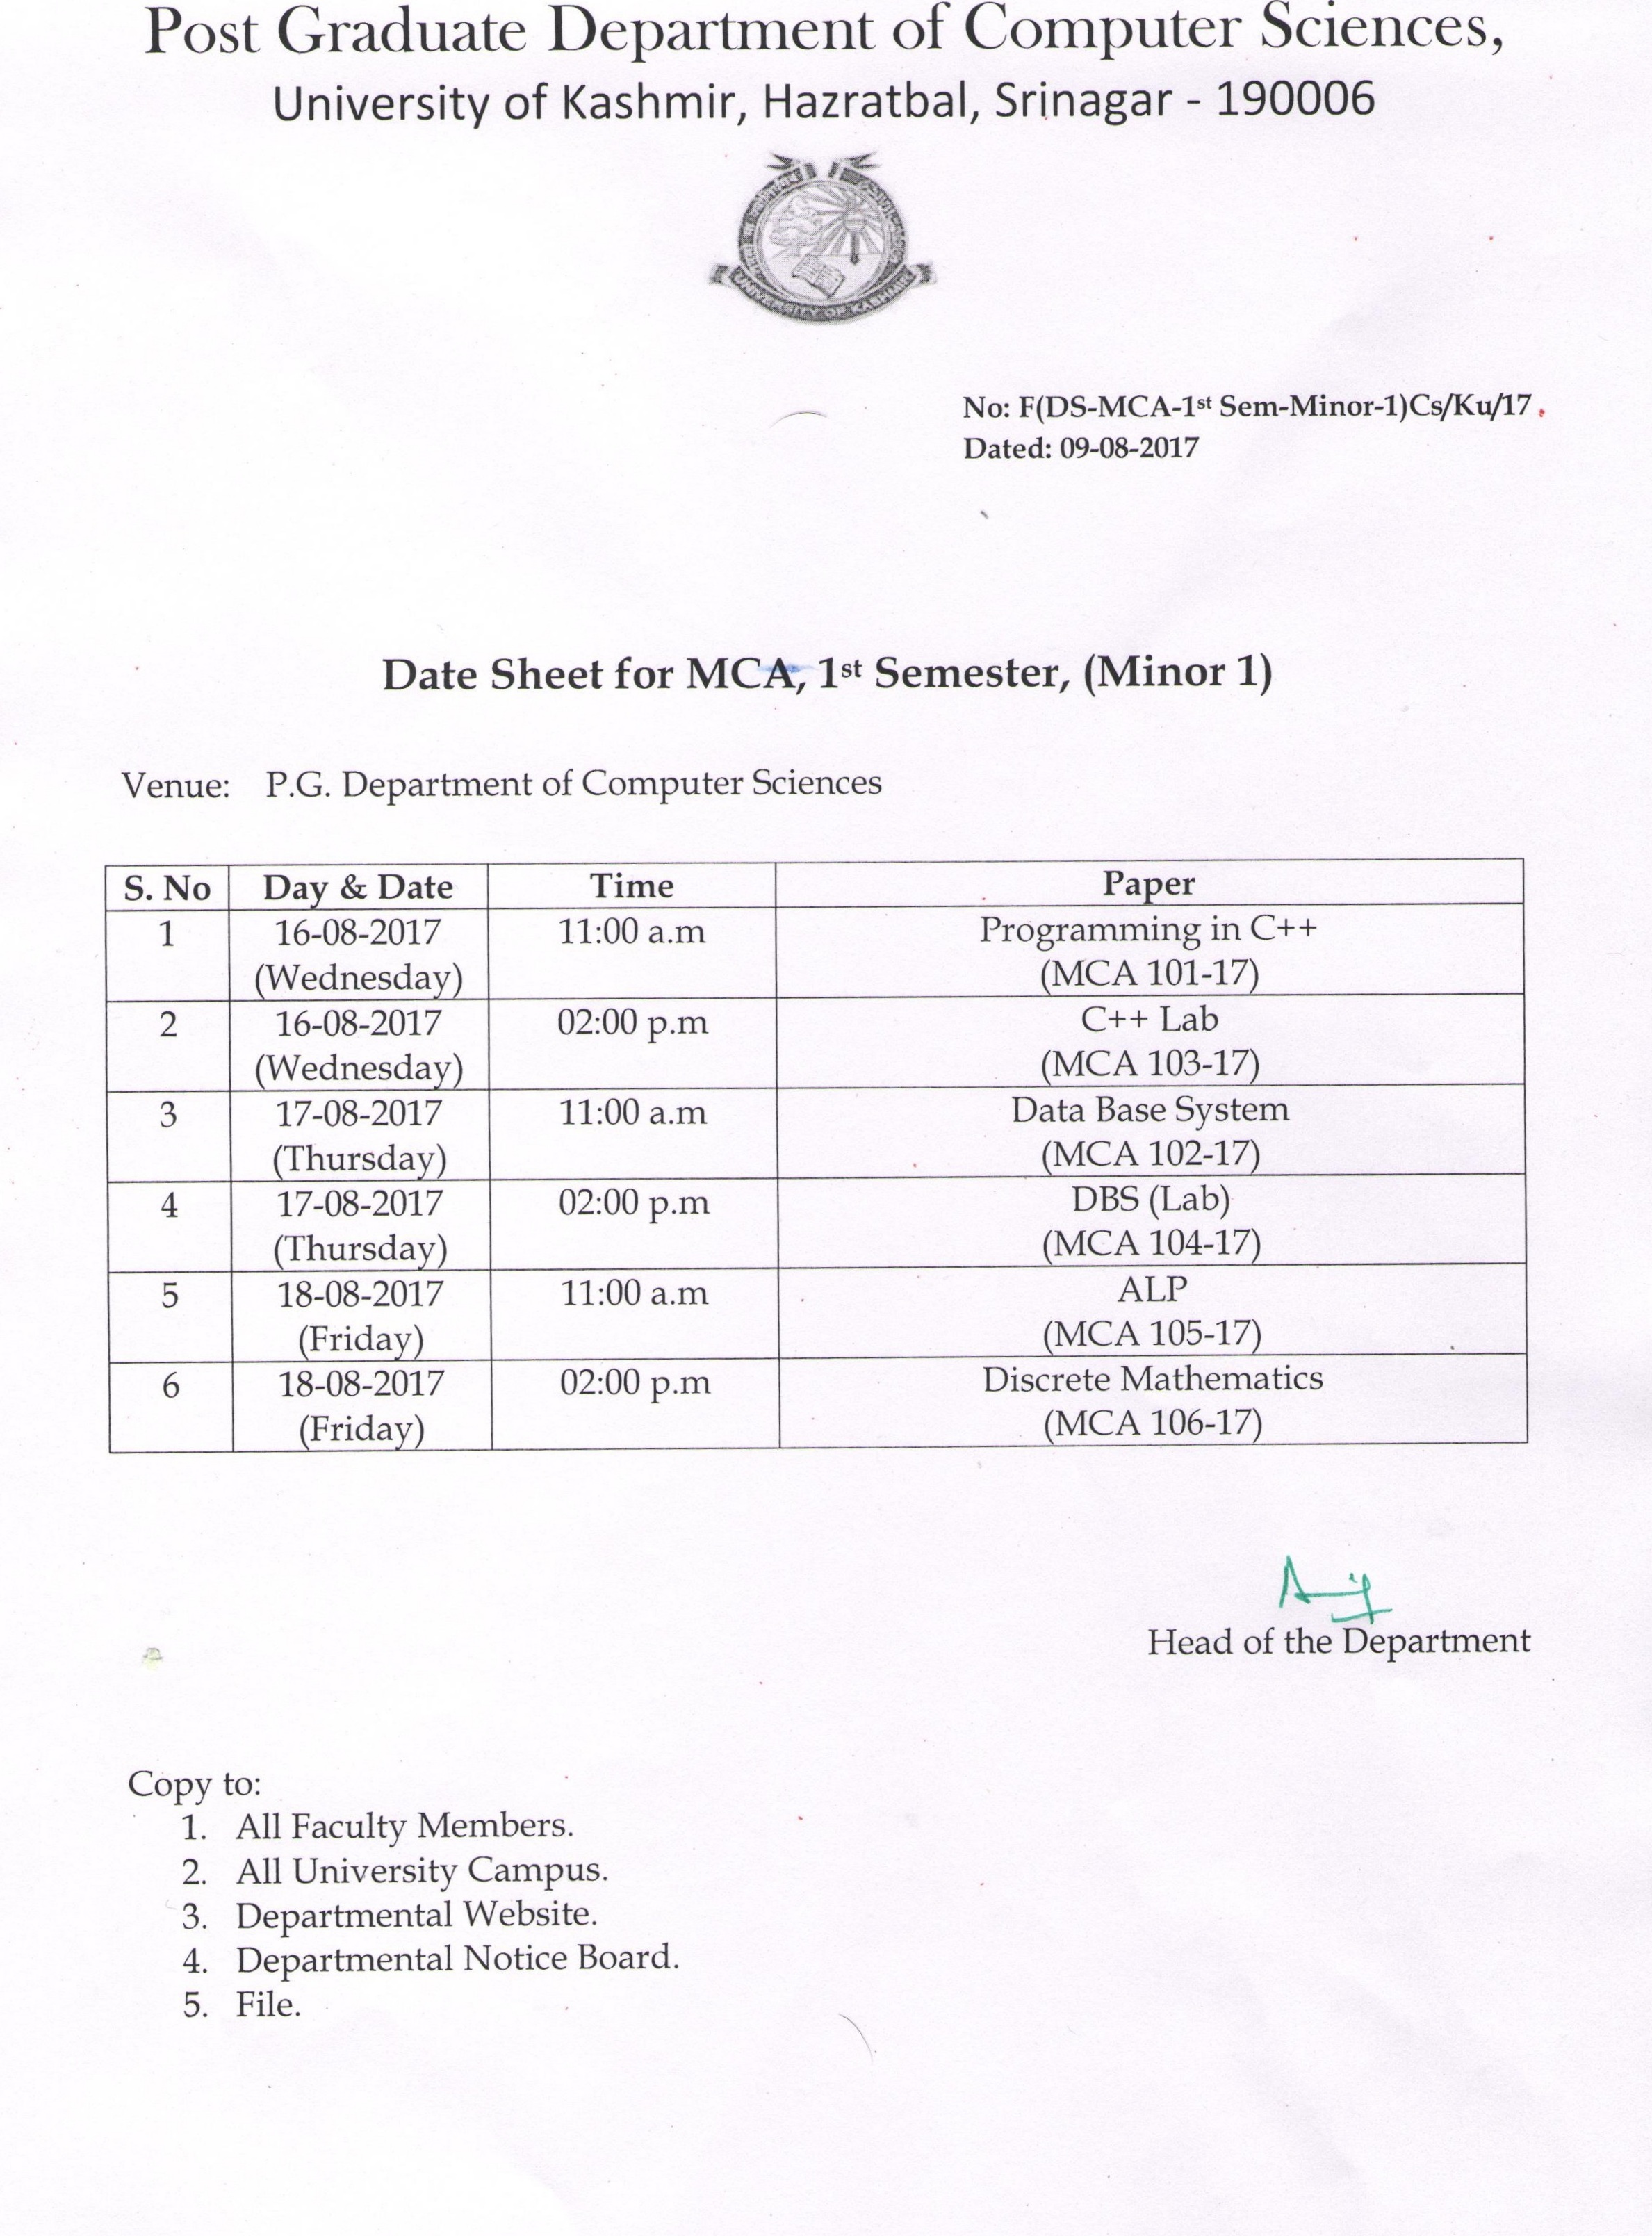 Post Graduate Department of Computer Sciences,
University of Kashmir, Hazratbal, Srinagar - 190006
UNIVERSITY OF KASHMIR
No: F(DS-MCA-1st Sem-Minor-1)Cs/Ku/17
Dated: 09-08-2017
Date Sheet for MCA, 1st Semester, (Minor 1)
Venue: P.G. Department of Computer Sciences
S. No Day & Date Time Paper
1 16-08-2017 11:00 a.m Programming in C++
(Wednesday) (MCA 101-17)
2 16-08-2017 02:00 p.m C++ Lab
(Wednesday) (MCA 103-17)
3 17-08-2017 11:00 a.m Data Base System
(Thursday) (MCA 102-17)
4 17-08-2017 02:00 p.m DBS (Lab)
(Thursday) (MCA 104-17)
5 18-08-2017 11:00 a.m ALP
(Friday) (MCA 105-17)
6 18-08-2017 02:00 p.m Discrete Mathematics
(Friday) (MCA 106-17)
Head of the Department
Copy to:
1. All Faculty Members.
2. All University Campus.
3. Departmental Website.
4. Departmental Notice Board.
5. File.